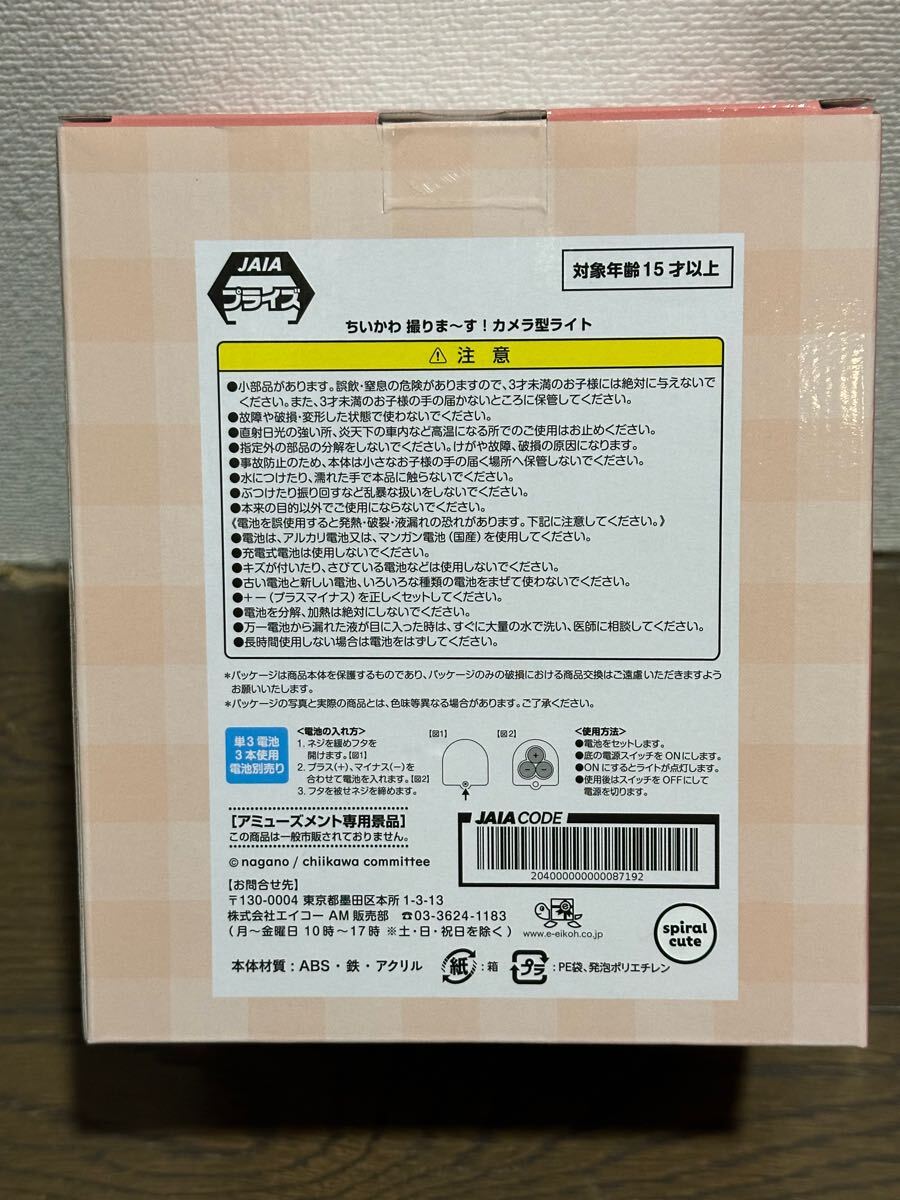 JAIA
プライズ
対象年齢15才以上
ちいかわ 撮りま〜す！カメラ型ライト
⚠ 注意
●小部品があります。誤飲・窒息の危険がありますので、3才未満のお子様には絶対に与えないで
ください。また、3才未満のお子様の手の届かないところに保管してください。
●故障や破損・変形した状態で使わないでください。
●直射日光の強い所、炎天下の車内など高温になる所でのご使用はお止めください。
●指定外の部品の分解をしないでください。けがや故障、破損の原因になります。
●事故防止のため、本体は小さなお子様の手の届く場所へ保管しないでください。
●水につけたり、濡れた手で本品に触らないでください。
●ぶつけたり振り回すなど乱暴な扱いをしないでください。
●本来の目的以外でご使用にならないでください。
《電池を誤使用すると発熱・破裂・液漏れの恐れがあります。下記に注意してください。》
●電池は、アルカリ電池又は、マンガン電池(国産)を使用してください。
●充電式電池は使用しないでください。
●キズが付いたり、さびている電池などは使用しないでください。
●古い電池と新しい電池、いろいろな種類の電池をまぜて使わないでください。
●＋−(プラスマイナス)を正しくセットしてください。
●電池を分解、加熱は絶対にしないでください。
●万一電池から漏れた液が目に入った時は、すぐに大量の水で洗い、医師に相談してください。
●長時間使用しない場合は電池をはずしてください。
*パッケージは商品本体を保護するものであり、パッケージのみの破損における商品交換はご遠慮いただきますよう
お願いいたします。
*パッケージの写真と実際の商品とは、色味等異なる場合があります。ご了承ください。
単3電池
3本使用
電池別売り
<電池の入れ方>
1. ネジを緩めフタを
開けます。【図1】
2. プラス(+)、マイナス(−)を
合わせて電池を入れます。【図2】
3. フタを被せネジを締めます。
【図1】
【図2】
<使用方法>
●電池をセットします。
●底の電源スイッチをONにします。
●ONにするとライトが点灯します。
●使用後はスイッチをOFFにして
電源を切ります。
【アミューズメント専用景品】
この商品は一般市販されておりません。
© nagano / chiikawa committee
JAIA CODE
204000000000087192
【お問合せ先】
〒130-0004 東京都墨田区本所1-3-13
株式会社エイコー AM販売部 ☎03-3624-1183
(月〜金曜日 10時〜17時 ※土・日・祝日を除く)
www.e-eikoh.co.jp
spiral
cute
本体材質：ABS・鉄・アクリル
紙：箱
プラ：PE袋、発泡ポリエチレン